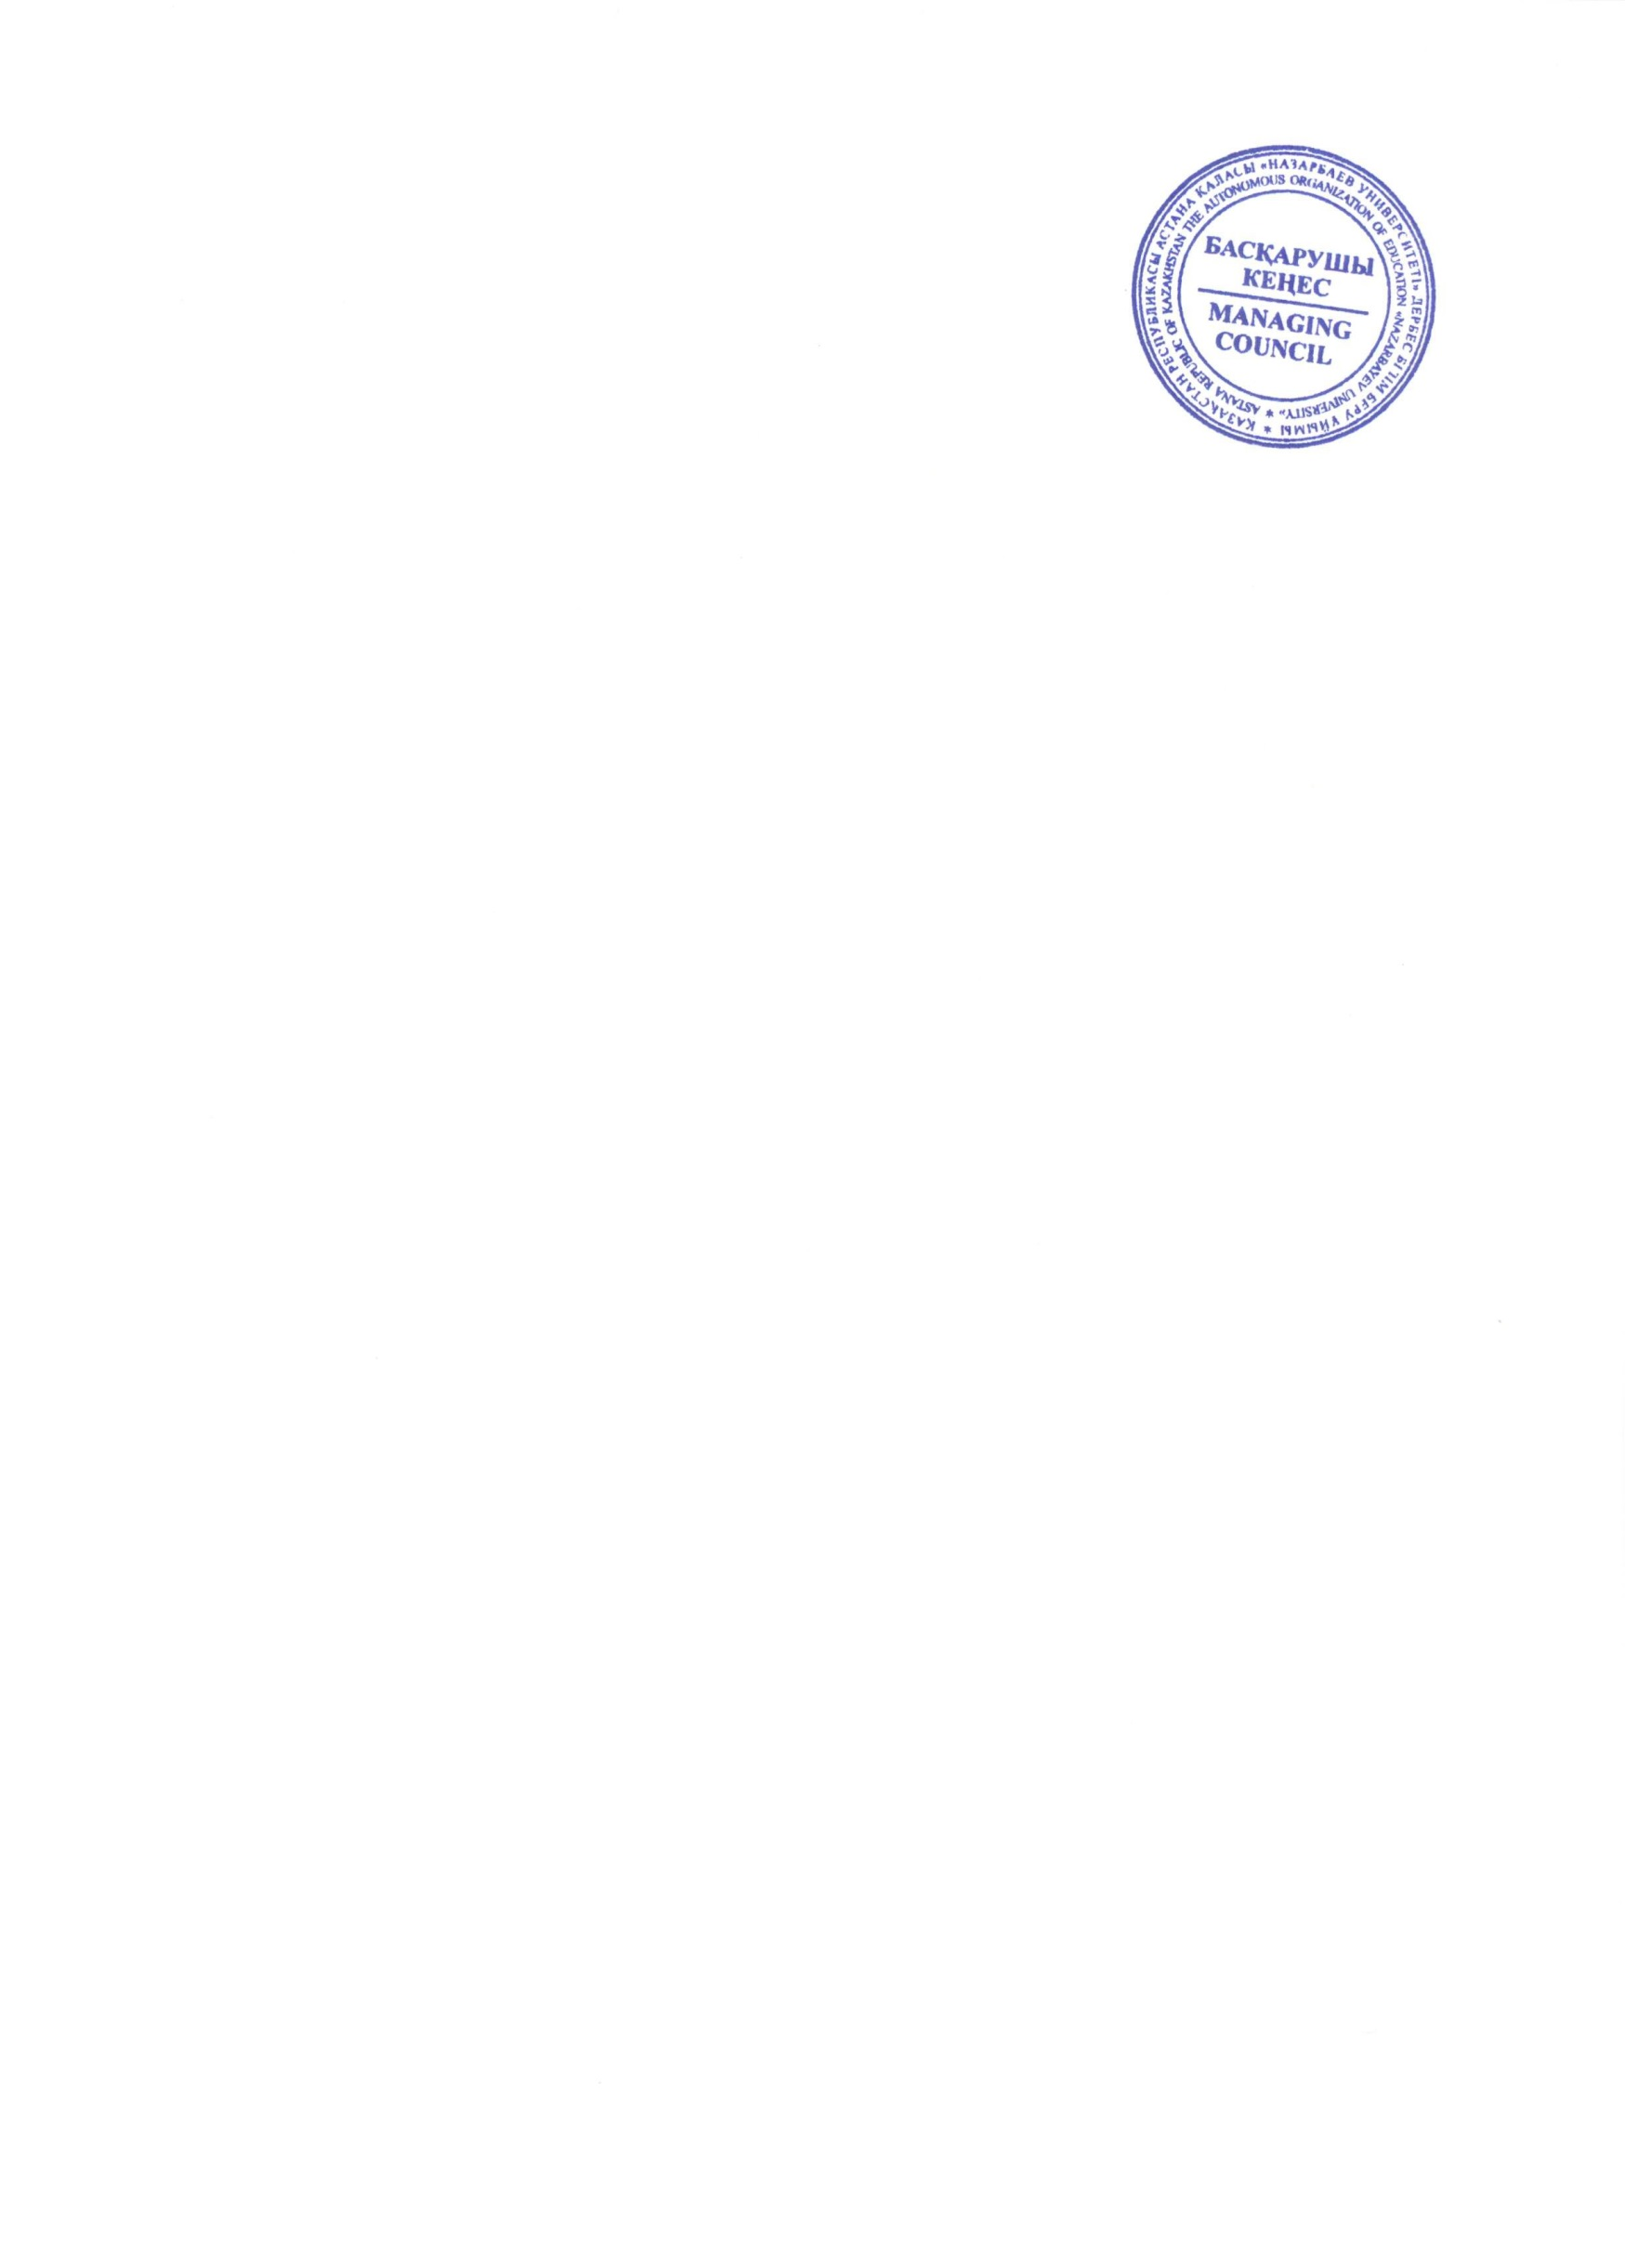 ҚАЗАҚСТАН РЕСПУБЛИКАСЫ АСТАНА ҚАЛАСЫ «НАЗАРБАЕВ УНИВЕРСИТЕТІ» ДЕРБЕС БІЛІМ БЕРУ ҰЙЫМЫ *
ASTANA REPUBLIC OF KAZAKHSTAN THE AUTONOMOUS ORGANIZATION OF EDUCATION «NAZARBAYEV UNIVERSITY» *
БАСҚАРУШЫ
КЕҢЕС
MANAGING
COUNCIL